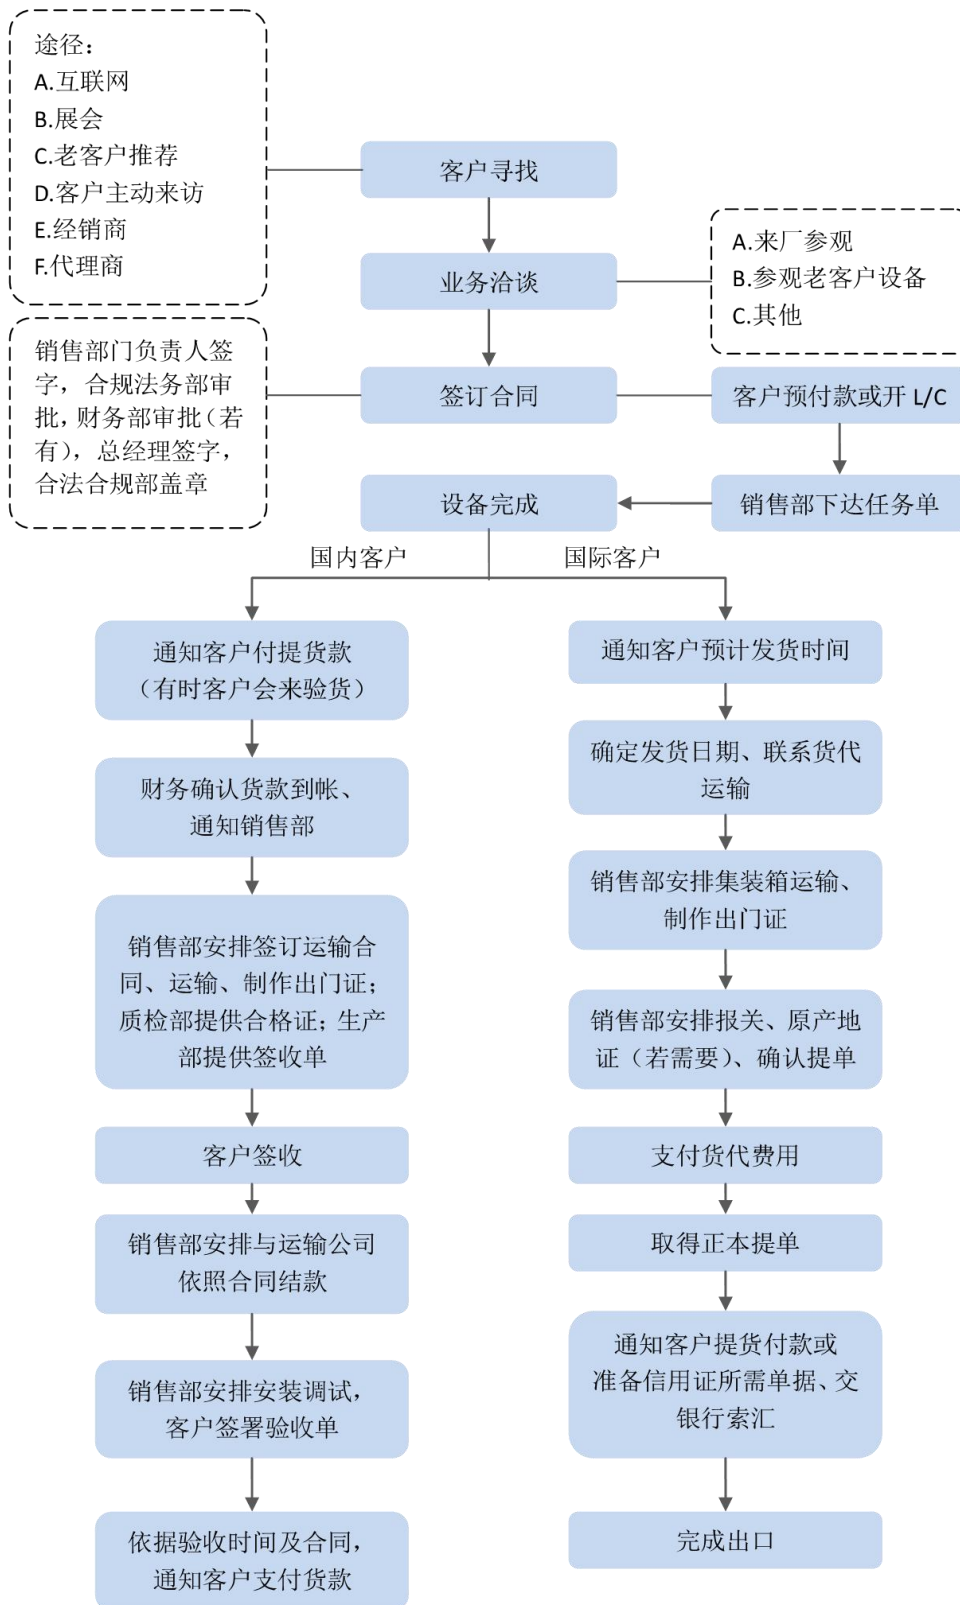 途径：
A.互联网
B.展会
C.老客户推荐
D.客户主动来访
E.经销商
F.代理商
客户寻找
业务洽谈
A.来厂参观
B.参观老客户设备
C.其他
销售部门负责人签
字，合规法务部审
批，财务部审批（若
有），总经理签字，
合法合规部盖章
签订合同
客户预付款或开 L/C
设备完成
销售部下达任务单
国内客户
国际客户
通知客户付提货款
（有时客户会来验货）
财务确认货款到帐、
通知销售部
销售部安排签订运输合
同、运输、制作出门证；
质检部提供合格证；生产
部提供签收单
客户签收
销售部安排与运输公司
依照合同结款
销售部安排安装调试，
客户签署验收单
依据验收时间及合同，
通知客户支付货款
通知客户预计发货时间
确定发货日期、联系货代
运输
销售部安排集装箱运输、
制作出门证
销售部安排报关、原产地
证（若需要）、确认提单
支付货代费用
取得正本提单
通知客户提货付款或
准备信用证所需单据、交
银行索汇
完成出口